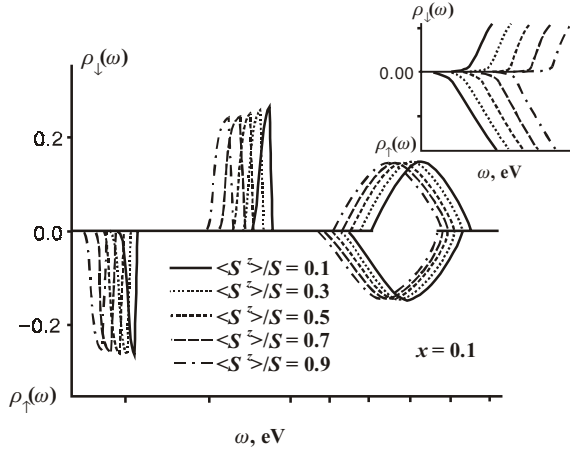 ρ↓(ω)
ρ↓(ω)
0.00
ρ↑(ω)
ω, eV
0.2
0.0
-0.2
<S^z>/S = 0.1
<S^z>/S = 0.3
<S^z>/S = 0.5
<S^z>/S = 0.7
<S^z>/S = 0.9
x = 0.1
ρ↑(ω)
ω, eV